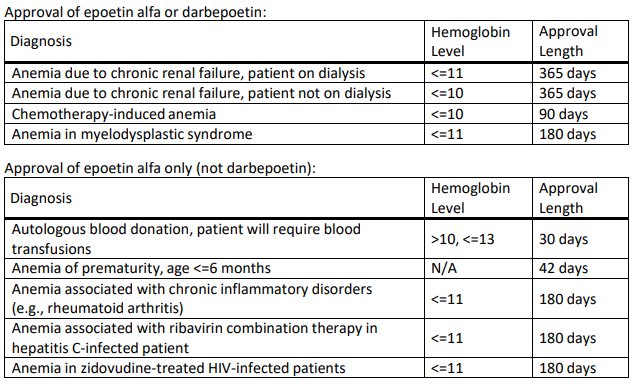 Approval of epoetin alfa or darbepoetin:
Diagnosis Hemoglobin Level Approval Length
Anemia due to chronic renal failure, patient on dialysis <=11 365 days
Anemia due to chronic renal failure, patient not on dialysis <=10 365 days
Chemotherapy-induced anemia <=10 90 days
Anemia in myelodysplastic syndrome <=11 180 days
Approval of epoetin alfa only (not darbepoetin):
Diagnosis Hemoglobin Level Approval Length
Autologous blood donation, patient will require blood
transfusions >10, <=13 30 days
Anemia of prematurity, age <=6 months N/A 42 days
Anemia associated with chronic inflammatory disorders
(e.g., rheumatoid arthritis) <=11 180 days
Anemia associated with ribavirin combination therapy in
hepatitis C-infected patient <=11 180 days
Anemia in zidovudine-treated HIV-infected patients <=11 180 days